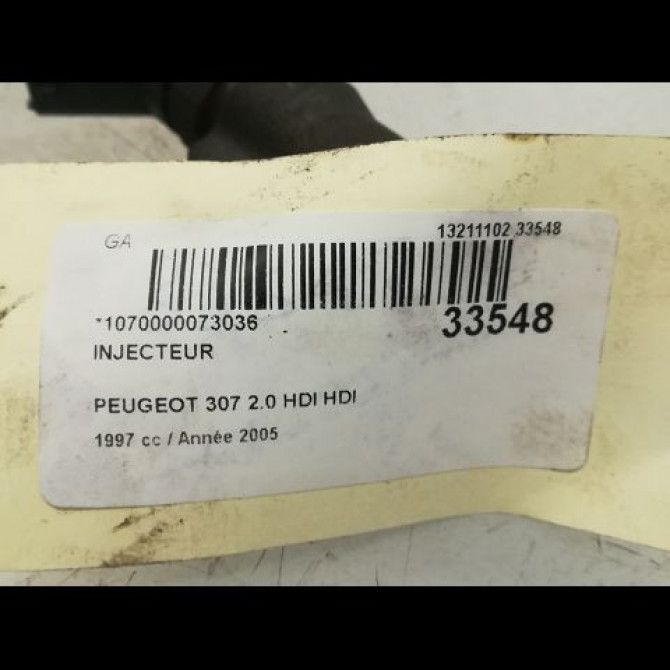 GA
13211102 33548
*1070000073036
33548
INJECTEUR
PEUGEOT 307 2.0 HDI HDI
1997 cc / Année 2005